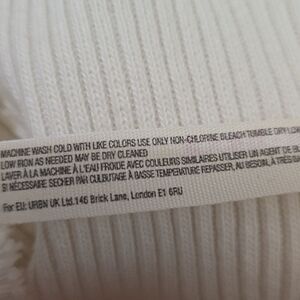 MACHINE WASH COLD WITH LIKE COLORS USE ONLY NON-CHLORINE BLEACH TUMBLE DRY LOW
LOW IRON AS NEEDED MAY BE DRY CLEANED
LAVER À LA MACHINE À L'EAU FROIDE AVEC COULEURS SIMILAIRES UTILISER UN AGENT DE BL
SI NÉCESSAIRE SECHER PAR CULBUTAGE À BASSE TEMPERATURE REPASSER, AU BESOIN, À
For EU: URBN UK Ltd.146 Brick Lane, London E1 6RU